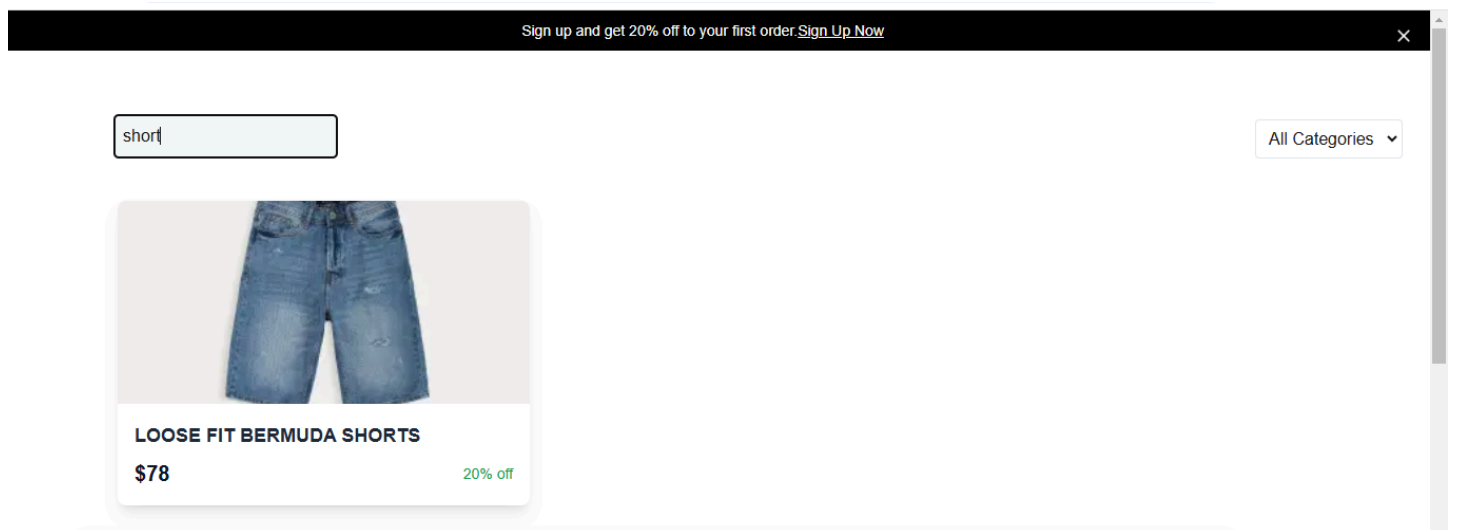 Sign up and get 20% off to your first order.Sign Up Now
short
All Categories
LOOSE FIT BERMUDA SHORTS
$78
20% off